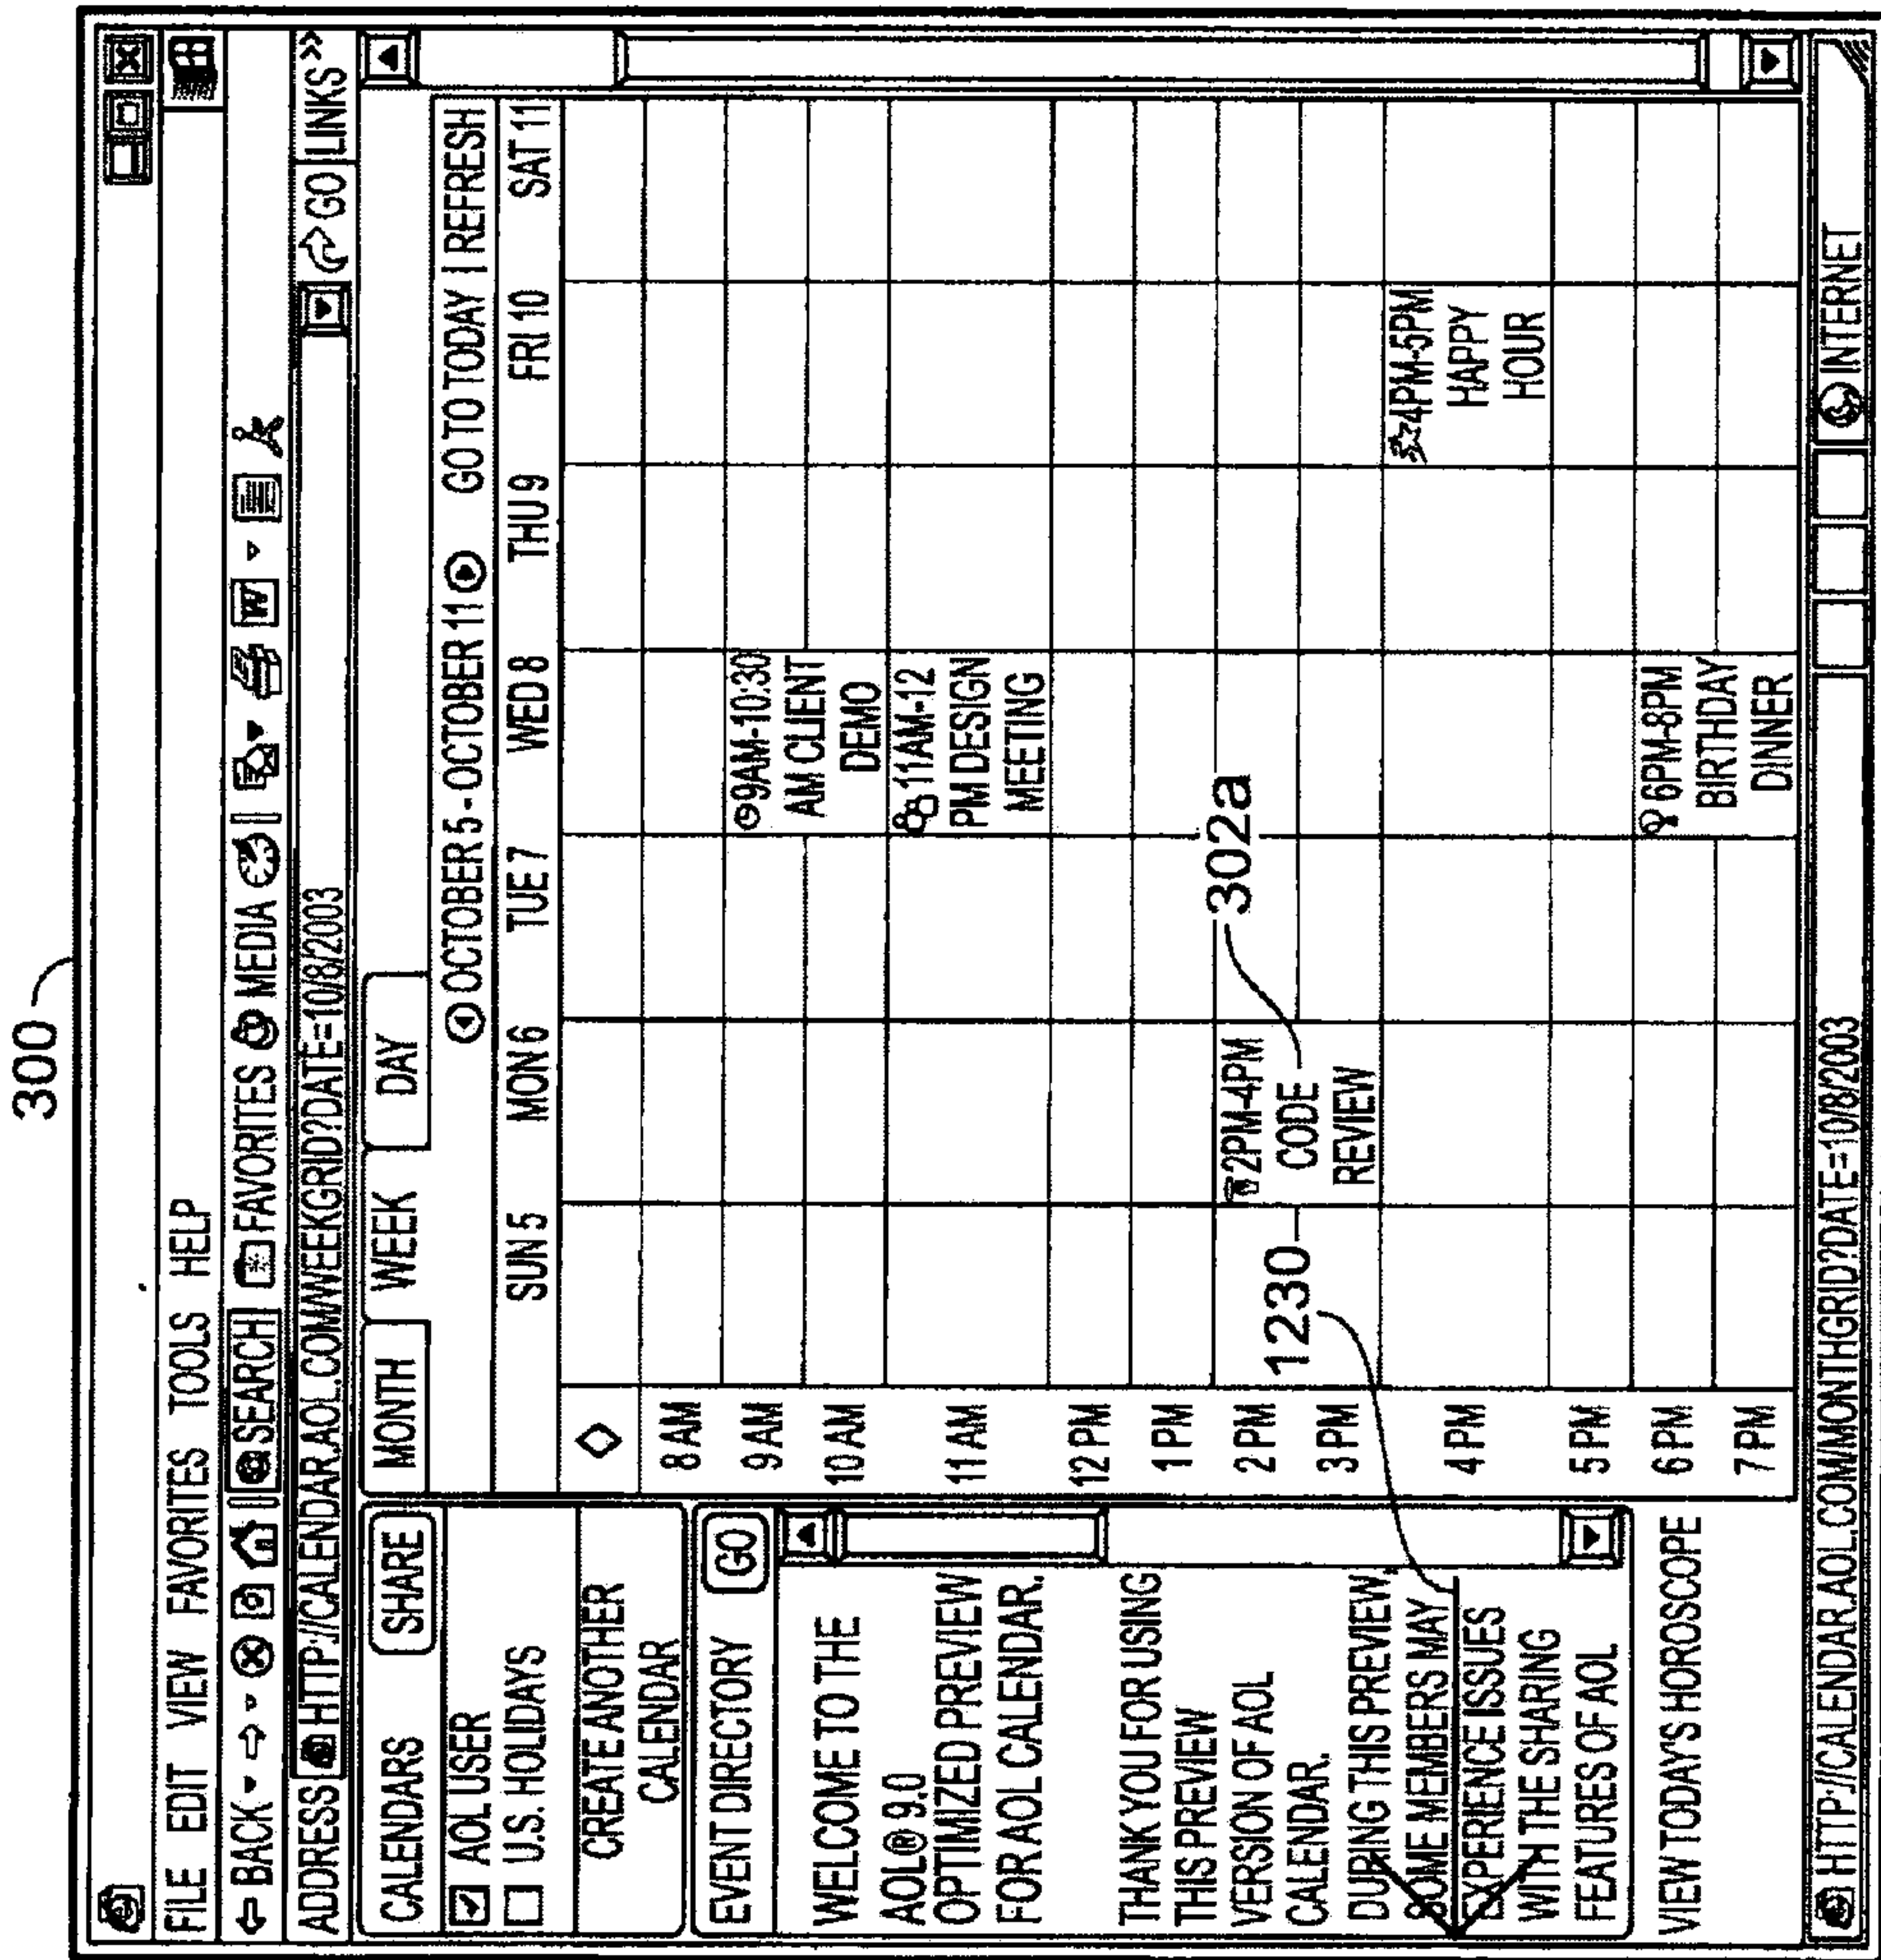 300
FILE EDIT VIEW FAVORITES TOOLS HELP
BACK SEARCH FAVORITES MEDIA W
ADDRESS HTTP://CALENDAR.AOL.COM/WEEKGRID?DATE=10/8/2003 GO LINKS»
CALENDARS SHARE
AOL USER
U.S. HOLIDAYS
CREATE ANOTHER
CALENDAR
EVENT DIRECTORY GO
WELCOME TO THE
AOL® 9.0
OPTIMIZED PREVIEW
FOR AOL CALENDAR.
THANK YOU FOR USING
THIS PREVIEW
VERSION OF AOL
CALENDAR.
DURING THIS PREVIEW,
SOME MEMBERS MAY
EXPERIENCE ISSUES
WITH THE SHARING
FEATURES OF AOL
VIEW TODAY'S HOROSCOPE
1230
MONTH WEEK DAY
OCTOBER 5 - OCTOBER 11 GO TO TODAY | REFRESH
SUN 5 MON 6 TUE 7 WED 8 THU 9 FRI 10 SAT 11
8 AM
9 AM
9AM-10:30
AM CLIENT
DEMO
10 AM
11 AM
11AM-12
PM DESIGN
MEETING
12 PM
1 PM
2 PM
2PM-4PM
CODE
REVIEW
302a
3 PM
4 PM
4PM-5PM
HAPPY
HOUR
5 PM
6 PM
6PM-8PM
BIRTHDAY
DINNER
7 PM
HTTP://CALENDAR.AOL.COM/MONTHGRID?DATE=10/8/2003 INTERNET